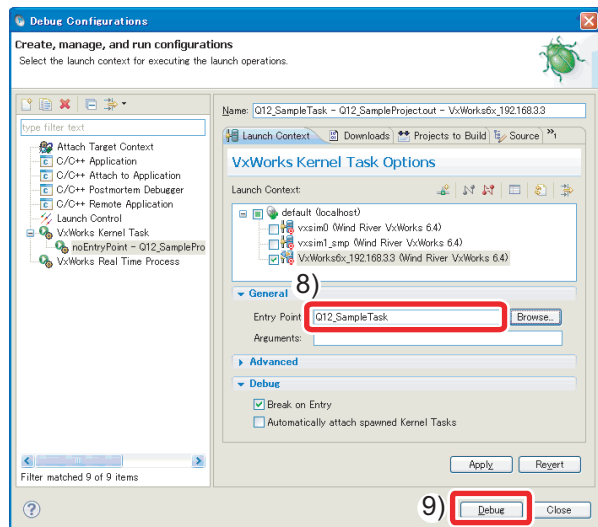 Debug Configurations
Create, manage, and run configurations
Select the launch context for executing the launch operations.
Name: Q12_SampleTask - Q12_SampleProject.out - VxWorks6x_192.168.3.3
type filter text
Attach Target Context
C/C++ Application
C/C++ Attach to Application
C/C++ Postmortem Debugger
C/C++ Remote Application
Launch Control
VxWorks Kernel Task
noEntryPoint - Q12_SamplePro
VxWorks Real Time Process
Filter matched 9 of 9 items
Launch Context Downloads Projects to Build Source »1
VxWorks Kernel Task Options
Launch Context:
default (localhost)
vxsim0 (Wind River VxWorks 6.4)
vxsim1_smp (Wind River VxWorks 6.4)
VxWorks6x_192.168.3.3 (Wind River VxWorks 6.4)
8)
General
Entry Point Q12_SampleTask Browse...
Arguments:
Advanced
Debug
Break on Entry
Automatically attach spawned Kernel Tasks
Apply Revert
9) Debug Close